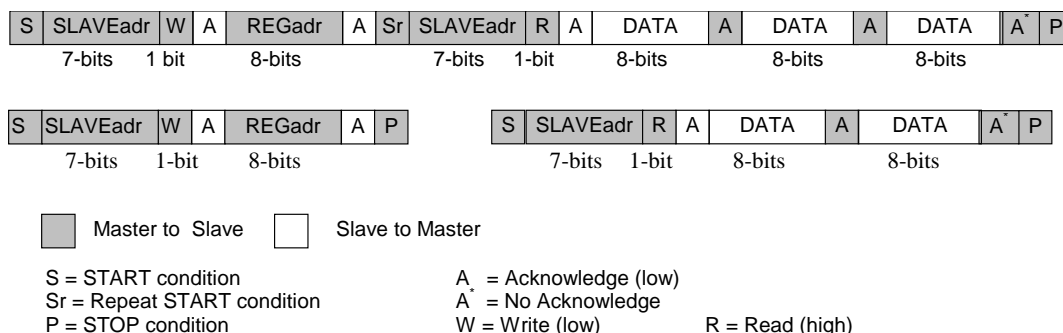 S SLAVEadr W A REGadr A Sr SLAVEadr R A DATA A DATA A DATA A* P
7-bits 1 bit 8-bits 7-bits 1-bit 8-bits 8-bits 8-bits
S SLAVEadr W A REGadr A P
7-bits 1-bit 8-bits
S SLAVEadr R A DATA A DATA A* P
7-bits 1-bit 8-bits 8-bits
Master to Slave Slave to Master
S = START condition A = Acknowledge (low)
Sr = Repeat START condition A* = No Acknowledge
P = STOP condition W = Write (low) R = Read (high)